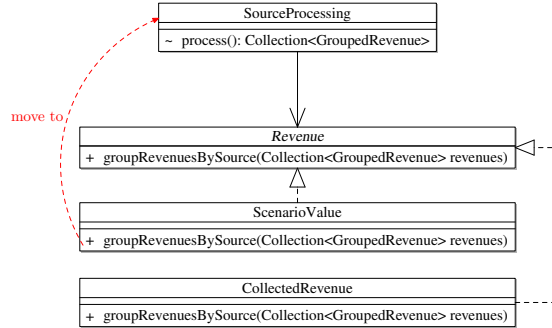 SourceProcessing
~ process(): Collection<GroupedRevenue>
move to
Revenue
+ groupRevenuesBySource(Collection<GroupedRevenue> revenues)
ScenarioValue
+ groupRevenuesBySource(Collection<GroupedRevenue> revenues)
CollectedRevenue
+ groupRevenuesBySource(Collection<GroupedRevenue> revenues)